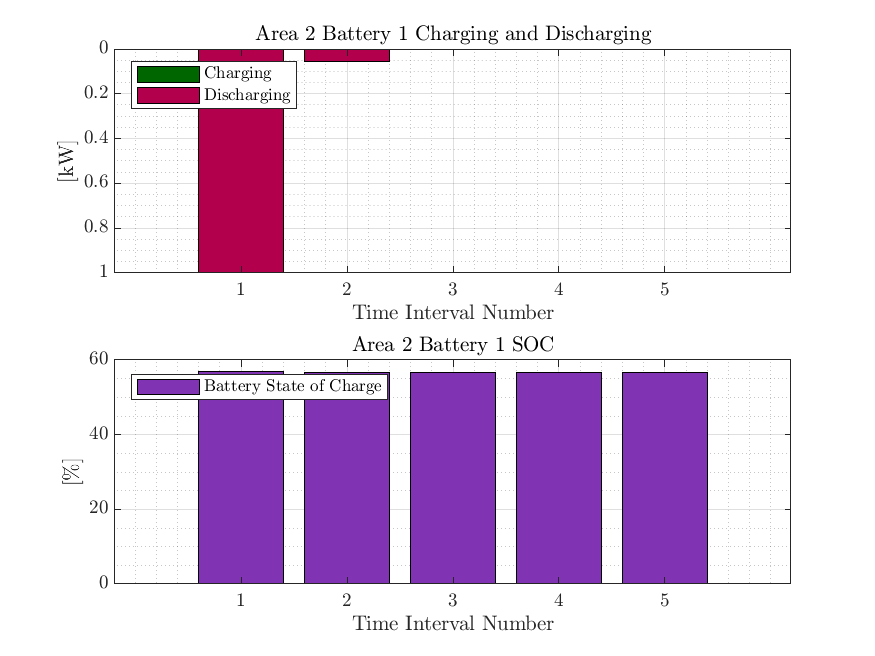 Area 2 Battery 1 Charging and Discharging
0
0.2
0.4
0.6
0.8
1
[kW]
Charging
Discharging
1 2 3 4 5
Time Interval Number
Area 2 Battery 1 SOC
60
40
20
0
[%]
Battery State of Charge
1 2 3 4 5
Time Interval Number